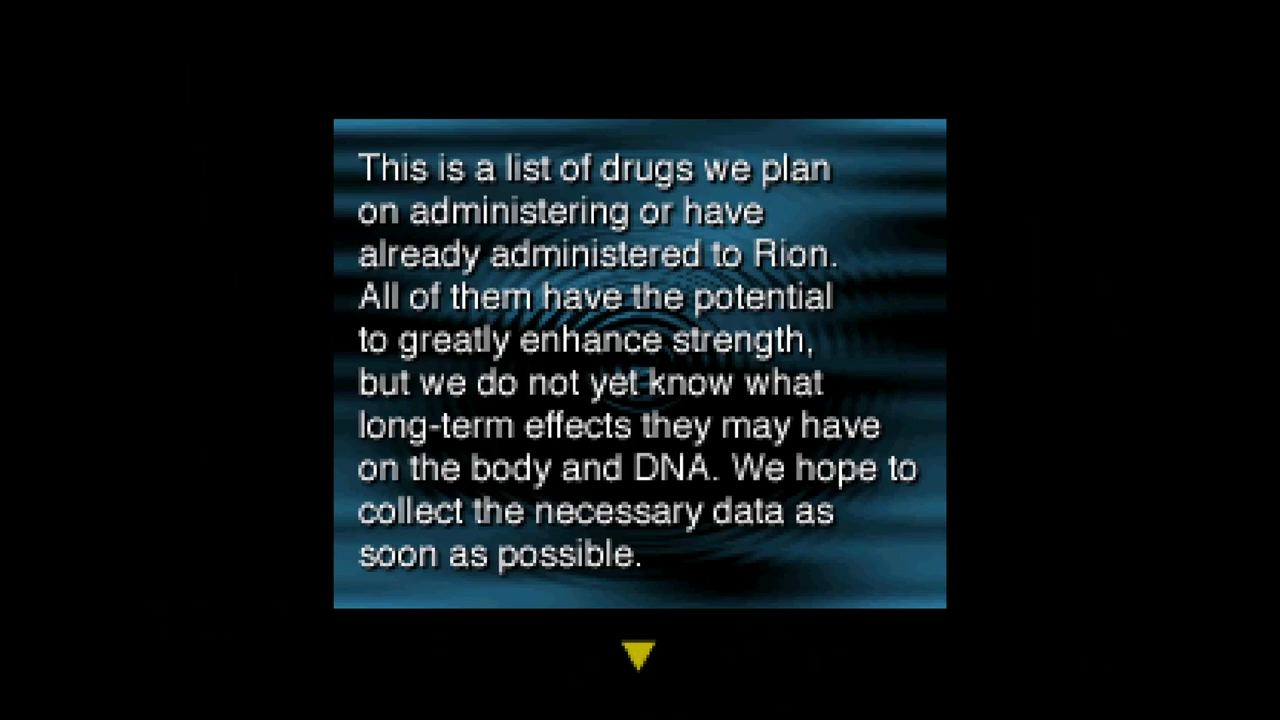 This is a list of drugs we plan
on administering or have
already administered to Rion.
All of them have the potential
to greatly enhance strength,
but we do not yet know what
long-term effects they may have
on the body and DNA. We hope to
collect the necessary data as
soon as possible.